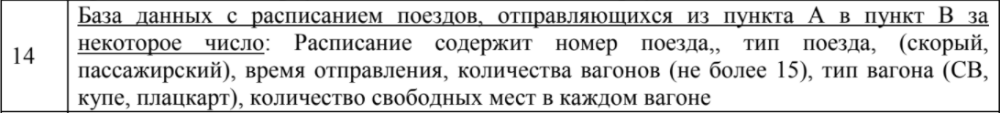 База данных с расписанием поездов, отправляющихся из пункта А в пункт В за
некоторое число: Расписание содержит номер поезда,, тип поезда, (скорый,
14
пассажирский), время отправления, количества вагонов (не более 15), тип вагона (СВ,
купе, плацкарт), количество свободных мест в каждом вагоне